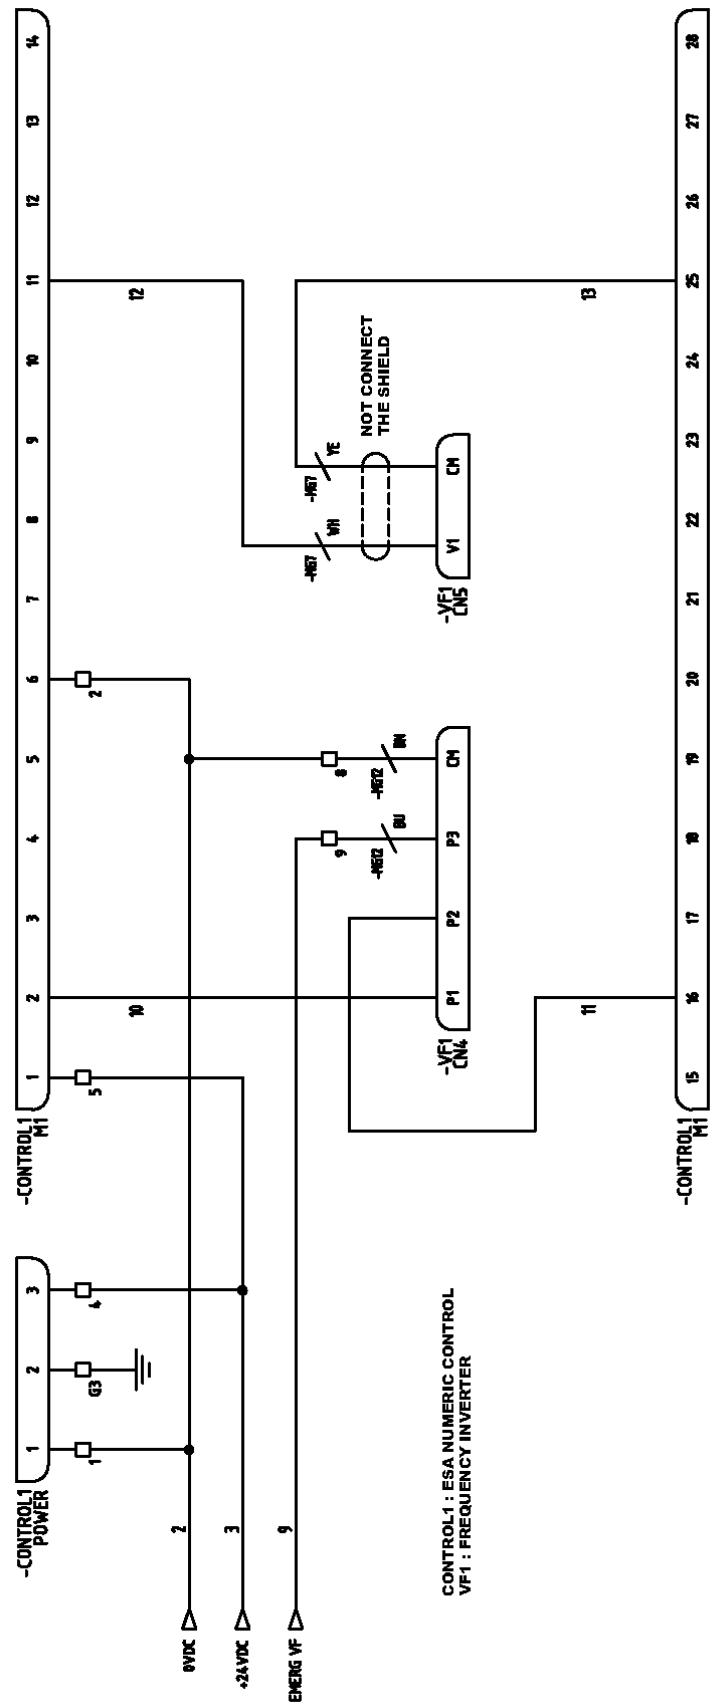 -CONTROL1
POWER
1 2 3
-CONTROL1
M1
1 2 3 4 5 6 7 8 9 10 11 12 13 14
1 G3 4 5 2
10 12
0VDC 2
+24VDC 3
EMERG VF 9
-MG7 WH
-MG7 YE
9 8
-MG12 BU
-MG12 BN
NOT CONNECT
THE SHIELD
-VF1
CN4
P1 P2 P3 CM
-VF1
CN5
V1 CM
CONTROL1 : ESA NUMERIC CONTROL
VF1 : FREQUENCY INVERTER
11 13
-CONTROL1
M1
15 16 17 18 19 20 21 22 23 24 25 26 27 28